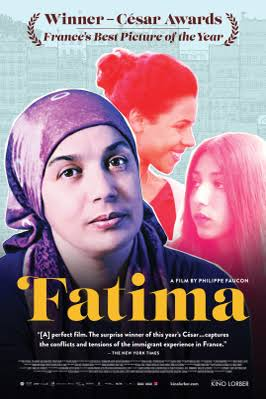 Winner – César Awards
France's Best Picture of the Year
A FILM BY PHILIPPE FAUCON
Fatima
"[A] perfect film. The surprise winner of this year's César...captures
the conflicts and tensions of the immigrant experience in France."
– THE NEW YORK TIMES
kinolorber.com
KINO LORBER